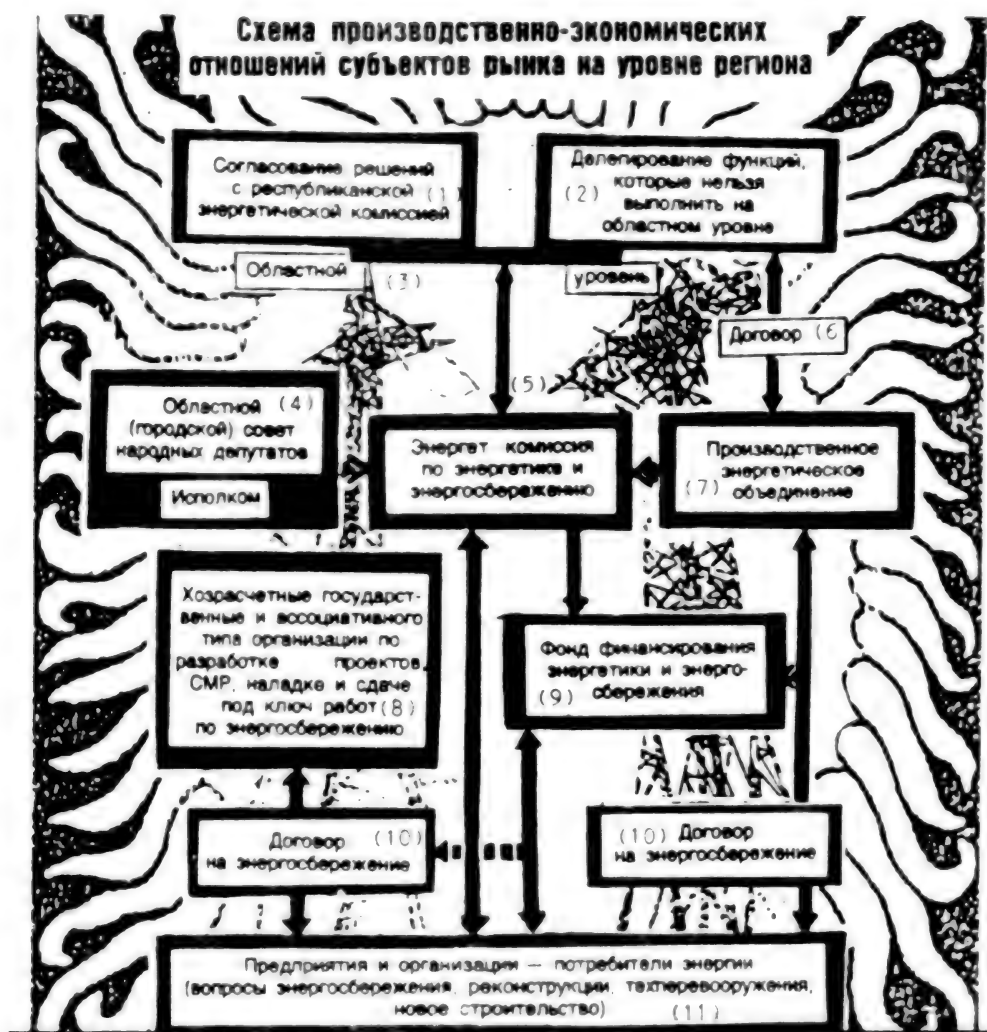 Схема производственно-экономических
отношений субъектов рынка на уровне региона
Согласование решений
с республиканской (1)
энергетической комиссией
Делегирование функций,
(2) которые нельзя
выполнить на
областном уровне
Областной
уровень
(3)
Договор (6
(5)
Областной (4)
(городской) совет
народных депутатов
Исполком
Энергет комиссия
по энергетике и
энергосбережению
Производственное
энергетическое
(7) объединение
Хозрасчетные государст-
венные и ассоциативного
типа организации по
разработке проектов,
СМР, наладке и сдаче
под ключ работ (8)
по энергосбережению
Фонд финансирования
энергетики и энерго-
(9) сбережения
Договор (10)
на энергосбережение
(10) Договор
на энергосбережение
Предприятия и организации — потребители энергии
(вопросы энергосбережения, реконструкции, техперевооружения,
новое строительство) (11)